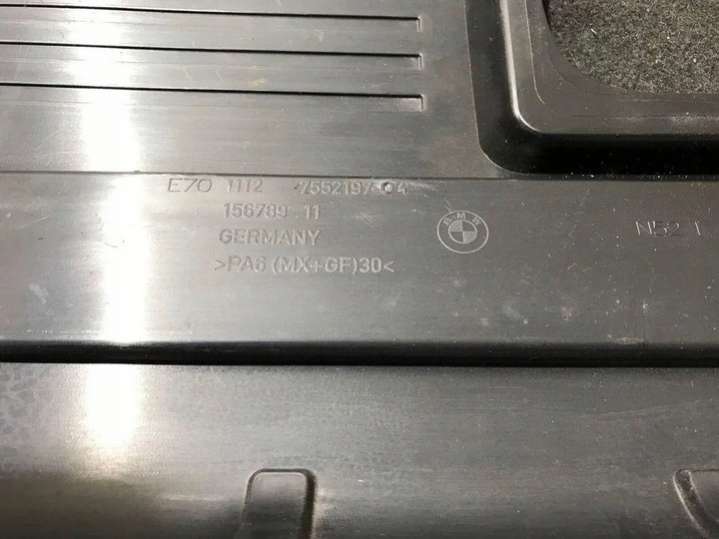 E70 1112 7552197-04
156789 11
GERMANY
>PA6 (MX+GF)30<
BMW
N52